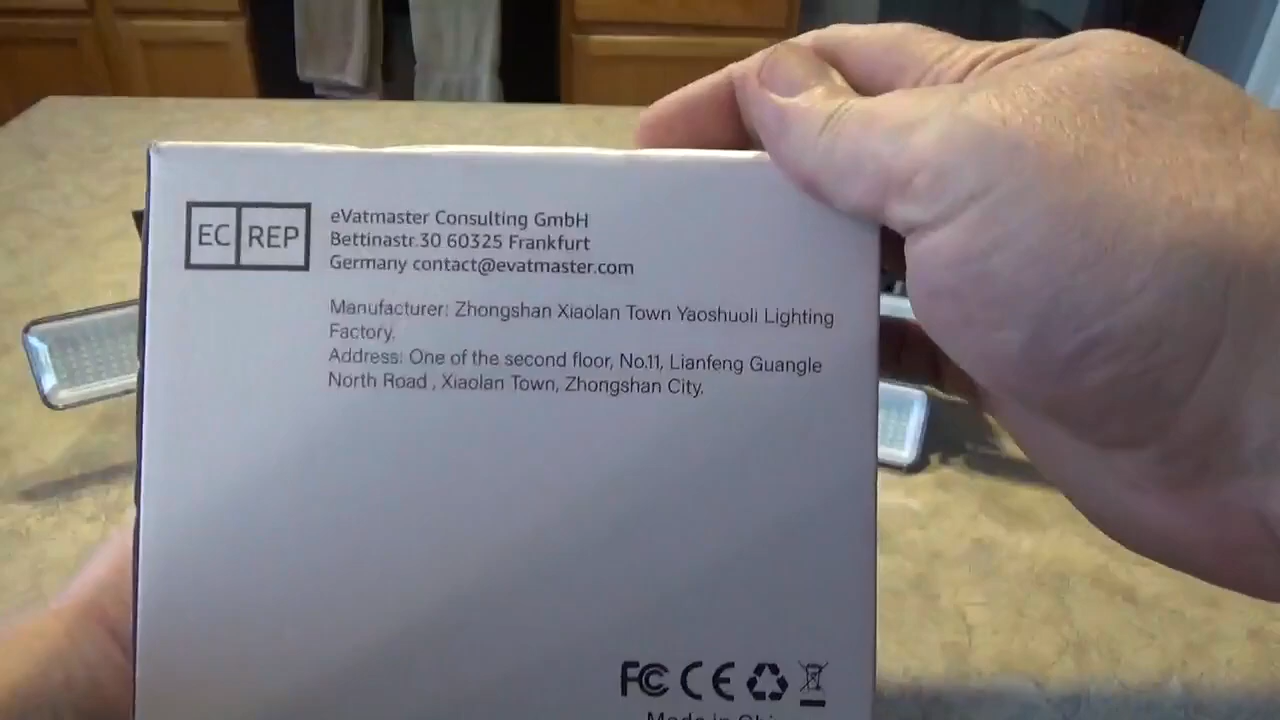 EC REP
eVatmaster Consulting GmbH
Bettinastr.30 60325 Frankfurt
Germany contact@evatmaster.com
Manufacturer: Zhongshan Xiaolan Town Yaoshuoli Lighting
Factory.
Address: One of the second floor, No.11, Lianfeng Guangle
North Road , Xiaolan Town, Zhongshan City.
FC CE
Made in